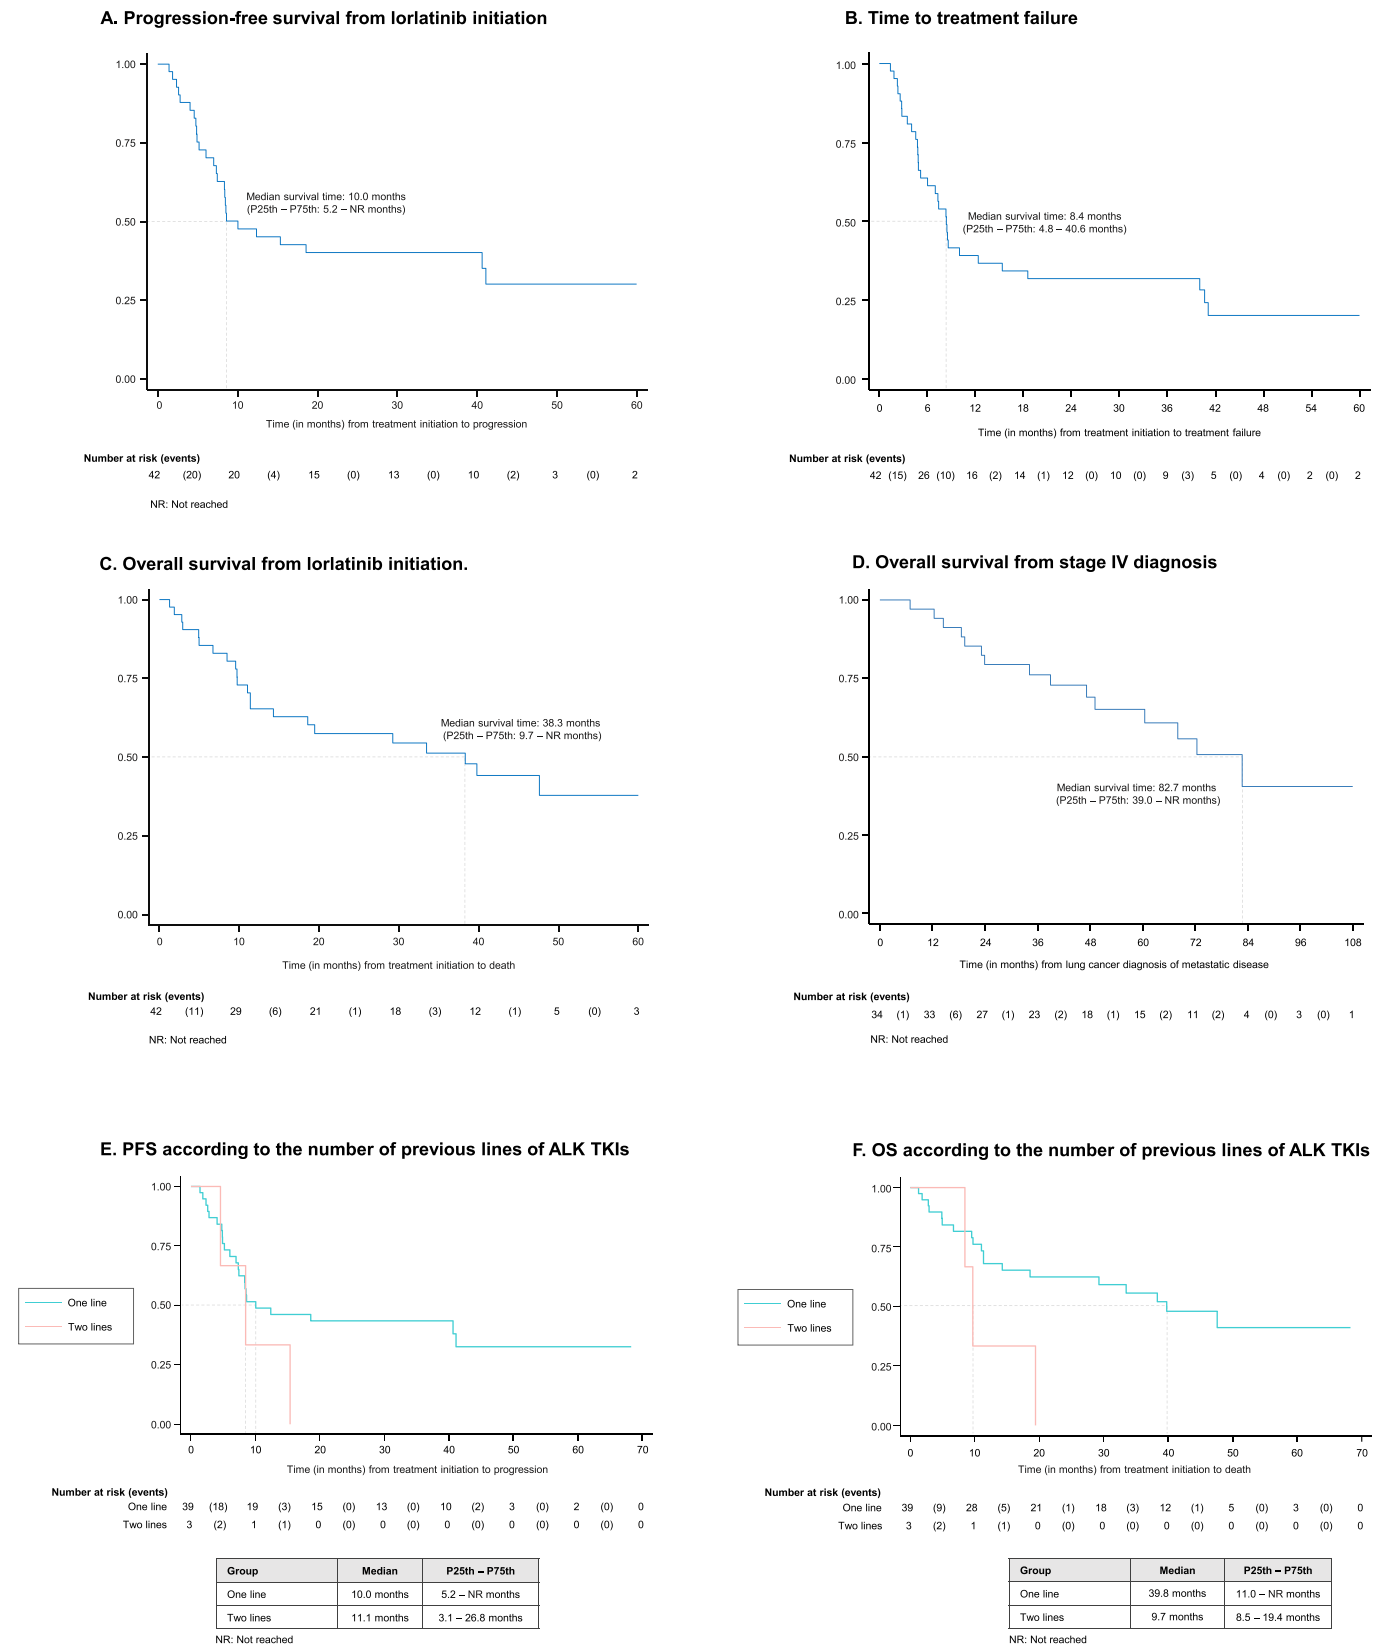 A. Progression-free survival from lorlatinib initiation
1.00
0.75
0.50
0.25
0.00
Median survival time: 10.0 months
(P25th – P75th: 5.2 – NR months)
0 10 20 30 40 50 60
Time (in months) from treatment initiation to progression
Number at risk (events)
42 (20) 20 (4) 15 (0) 13 (0) 10 (2) 3 (0) 2
NR: Not reached
B. Time to treatment failure
1.00
0.75
0.50
0.25
0.00
Median survival time: 8.4 months
(P25th – P75th: 4.8 – 40.6 months)
0 6 12 18 24 30 36 42 48 54 60
Time (in months) from treatment initiation to treatment failure
Number at risk (events)
42 (15) 26 (10) 16 (2) 14 (1) 12 (0) 10 (0) 9 (3) 5 (0) 4 (0) 2 (0) 2
C. Overall survival from lorlatinib initiation.
1.00
0.75
0.50
0.25
0.00
Median survival time: 38.3 months
(P25th – P75th: 9.7 – NR months)
0 10 20 30 40 50 60
Time (in months) from treatment initiation to death
Number at risk (events)
42 (11) 29 (6) 21 (1) 18 (3) 12 (1) 5 (0) 3
NR: Not reached
D. Overall survival from stage IV diagnosis
1.00
0.75
0.50
0.25
0.00
Median survival time: 82.7 months
(P25th – P75th: 39.0 – NR months)
0 12 24 36 48 60 72 84 96 108
Time (in months) from lung cancer diagnosis of metastatic disease
Number at risk (events)
34 (1) 33 (6) 27 (1) 23 (2) 18 (1) 15 (2) 11 (2) 4 (0) 3 (0) 1
NR: Not reached
E. PFS according to the number of previous lines of ALK TKIs
1.00
0.75
0.50
0.25
0.00
One line
Two lines
0 10 20 30 40 50 60 70
Time (in months) from treatment initiation to progression
Number at risk (events)
One line 39 (18) 19 (3) 15 (0) 13 (0) 10 (2) 3 (0) 2 (0) 0
Two lines 3 (2) 1 (1) 0 (0) 0 (0) 0 (0) 0 (0) 0 (0) 0
Group Median P25th – P75th
One line 10.0 months 5.2 – NR months
Two lines 11.1 months 3.1 – 26.8 months
NR: Not reached
F. OS according to the number of previous lines of ALK TKIs
1.00
0.75
0.50
0.25
0.00
One line
Two lines
0 10 20 30 40 50 60 70
Time (in months) from treatment initiation to death
Number at risk (events)
One line 39 (9) 28 (5) 21 (1) 18 (3) 12 (1) 5 (0) 3 (0) 0
Two lines 3 (2) 1 (1) 0 (0) 0 (0) 0 (0) 0 (0) 0 (0) 0
Group Median P25th – P75th
One line 39.8 months 11.0 – NR months
Two lines 9.7 months 8.5 – 19.4 months
NR: Not reached